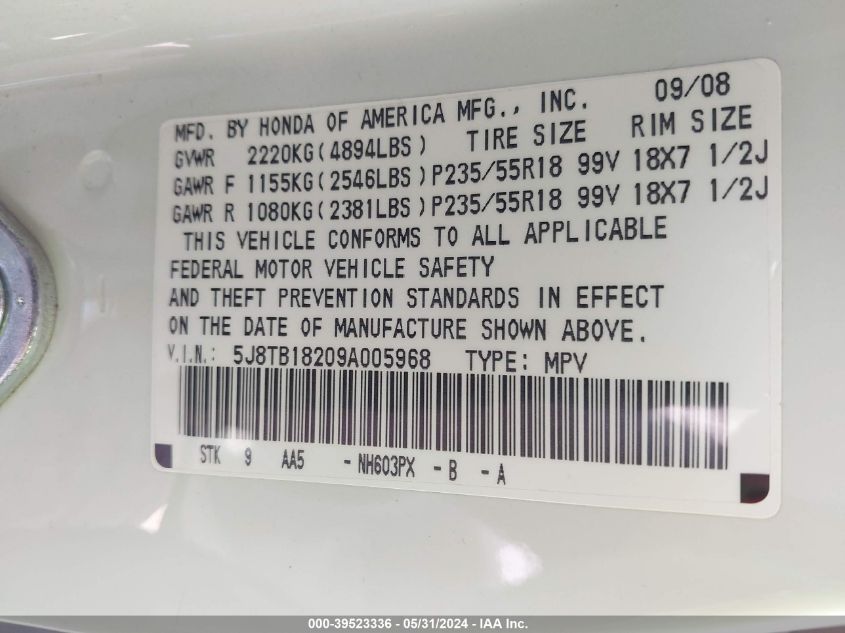 09/08
MFD. BY HONDA OF AMERICA MFG., INC.
GVWR 2220KG(4894LBS) TIRE SIZE RIM SIZE
GAWR F 1155KG(2546LBS) P235/55R18 99V 18X7 1/2J
GAWR R 1080KG(2381LBS) P235/55R18 99V 18X7 1/2J
THIS VEHICLE CONFORMS TO ALL APPLICABLE
FEDERAL MOTOR VEHICLE SAFETY
AND THEFT PREVENTION STANDARDS IN EFFECT
ON THE DATE OF MANUFACTURE SHOWN ABOVE.
V.I.N.: 5J8TB18209A005968 TYPE: MPV
STK 9 AA5 -NH603PX -B -A
000-39523336 - 05/31/2024 - IAA Inc.